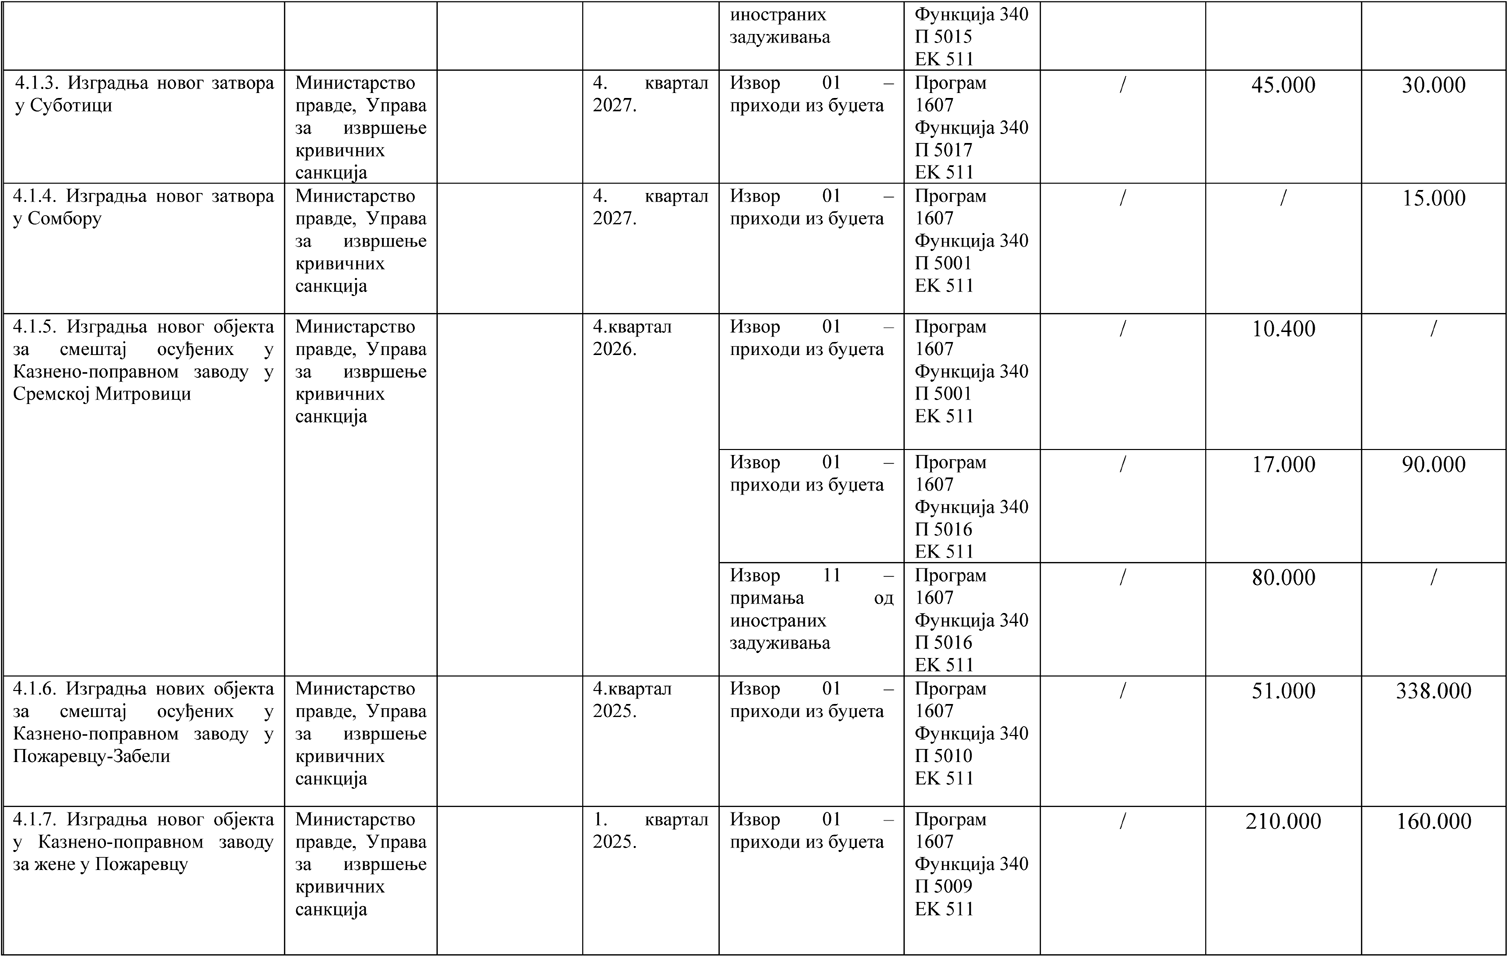 иностраних
задуживања
Функција 340
П 5015
ЕК 511
4.1.3. Изградња новог затвора
у Суботици
Министарство
правде, Управа
за извршење
кривичних
санкција
4. квартал
2027.
Извор 01 –
приходи из буџета
Програм
1607
Функција 340
П 5017
ЕК 511
/
45.000
30.000
4.1.4. Изградња новог затвора
у Сомбору
Министарство
правде, Управа
за извршење
кривичних
санкција
4. квартал
2027.
Извор 01 –
приходи из буџета
Програм
1607
Функција 340
П 5001
ЕК 511
/
/
15.000
4.1.5. Изградња новог објекта
за смештај осуђених у
Казнено-поправном заводу у
Сремској Митровици
Министарство
правде, Управа
за извршење
кривичних
санкција
4.квартал
2026.
Извор 01 –
приходи из буџета
Програм
1607
Функција 340
П 5001
ЕК 511
/
10.400
/
Извор 01 –
приходи из буџета
Програм
1607
Функција 340
П 5016
ЕК 511
/
17.000
90.000
Извор 11 –
примања од
иностраних
задуживања
Програм
1607
Функција 340
П 5016
ЕК 511
/
80.000
/
4.1.6. Изградња нових објекта
за смештај осуђених у
Казнено-поправном заводу у
Пожаревцу-Забели
Министарство
правде, Управа
за извршење
кривичних
санкција
4.квартал
2025.
Извор 01 –
приходи из буџета
Програм
1607
Функција 340
П 5010
ЕК 511
/
51.000
338.000
4.1.7. Изградња новог објекта
у Казнено-поправном заводу
за жене у Пожаревцу
Министарство
правде, Управа
за извршење
кривичних
санкција
1. квартал
2025.
Извор 01 –
приходи из буџета
Програм
1607
Функција 340
П 5009
ЕК 511
/
210.000
160.000